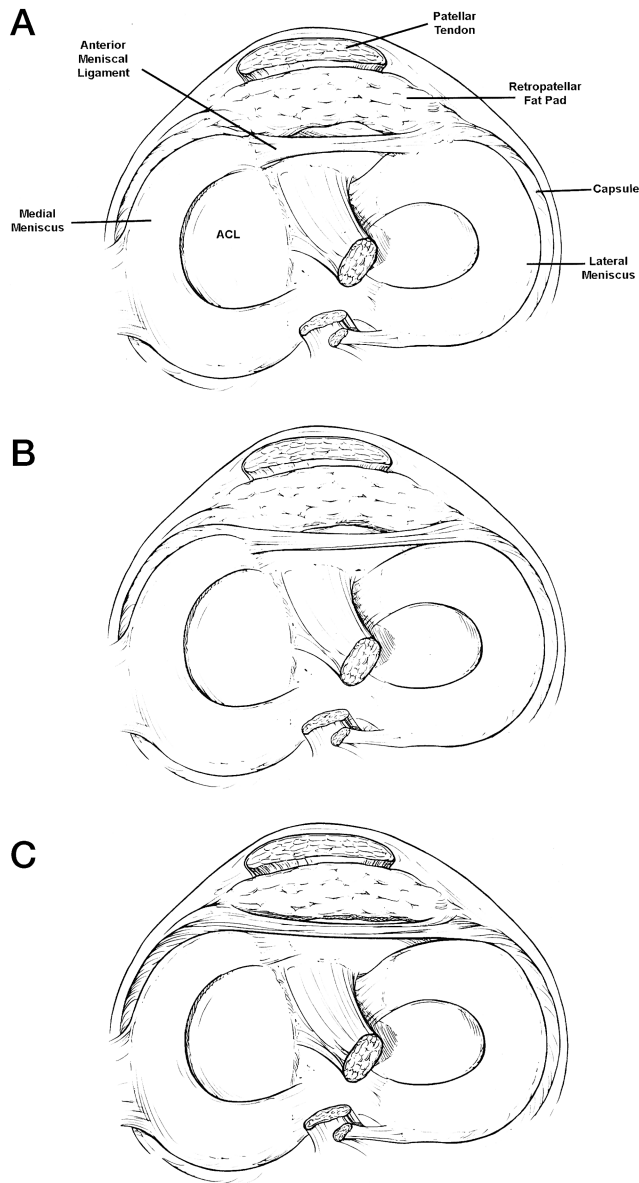 A
Patellar
Tendon
Anterior
Meniscal
Ligament
Retropatellar
Fat Pad
Capsule
Medial
Meniscus
ACL
Lateral
Meniscus
B
C